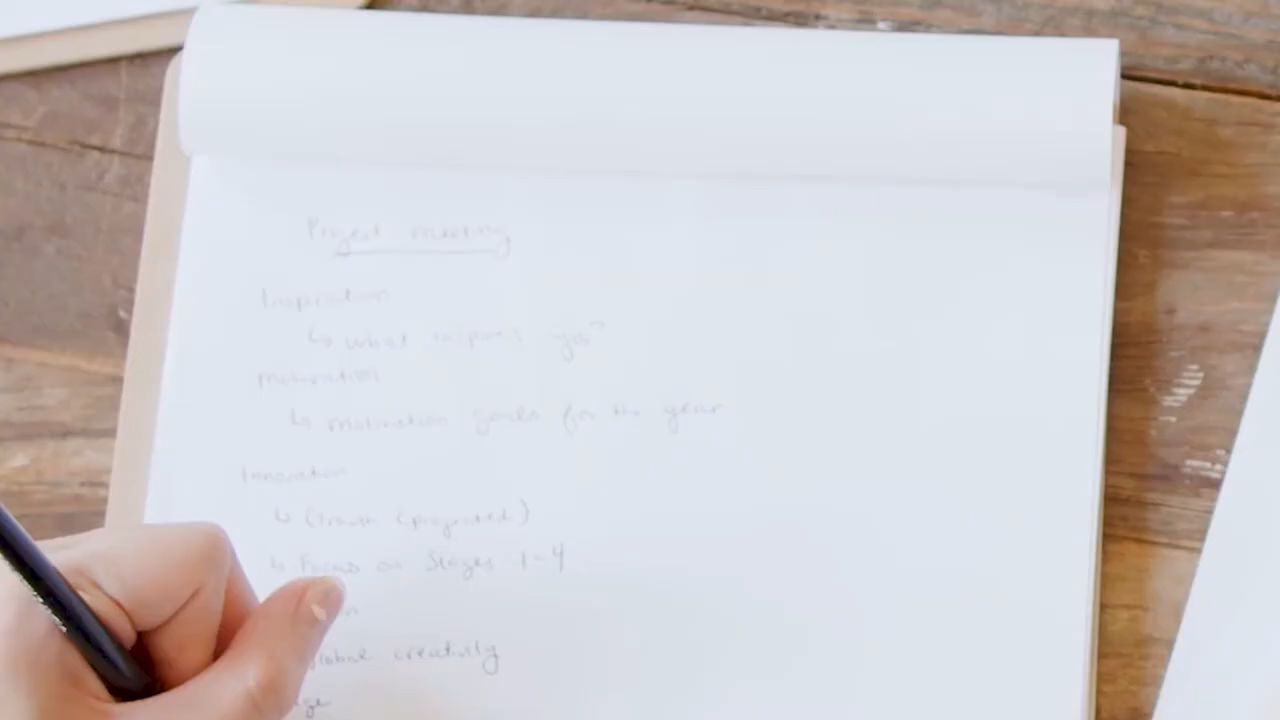 Project meeting
Inspiration
↳ What inspires you?
Motivation
↳ Motivation goals for the year
Innovation
↳ Growth (projected)
↳ Focus on Stages 1-4
global creativity